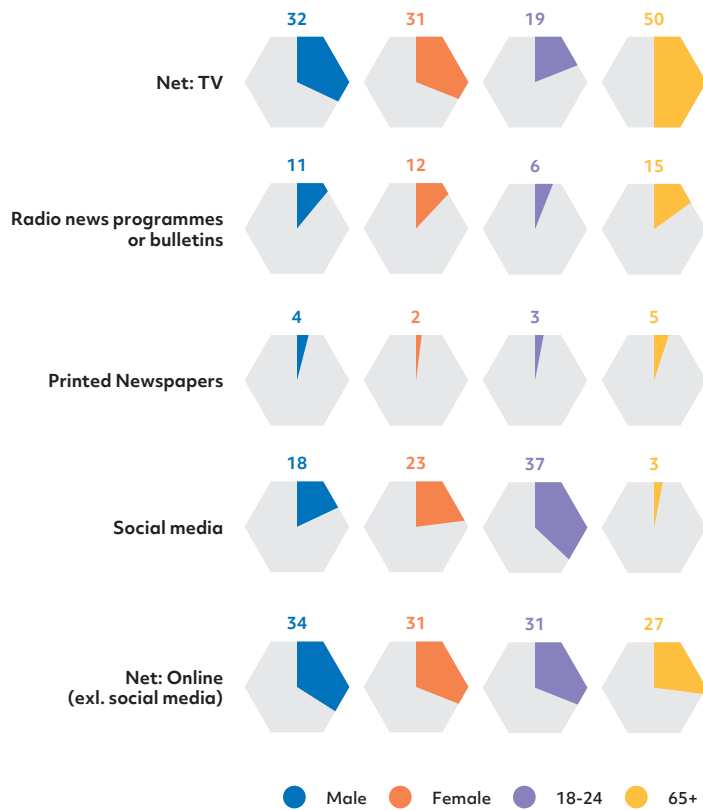 32 31 19 50
Net: TV
11 12 6 15
Radio news programmes
or bulletins
4 2 3 5
Printed Newspapers
18 23 37 3
Social media
34 31 31 27
Net: Online
(exl. social media)
Male Female 18-24 65+